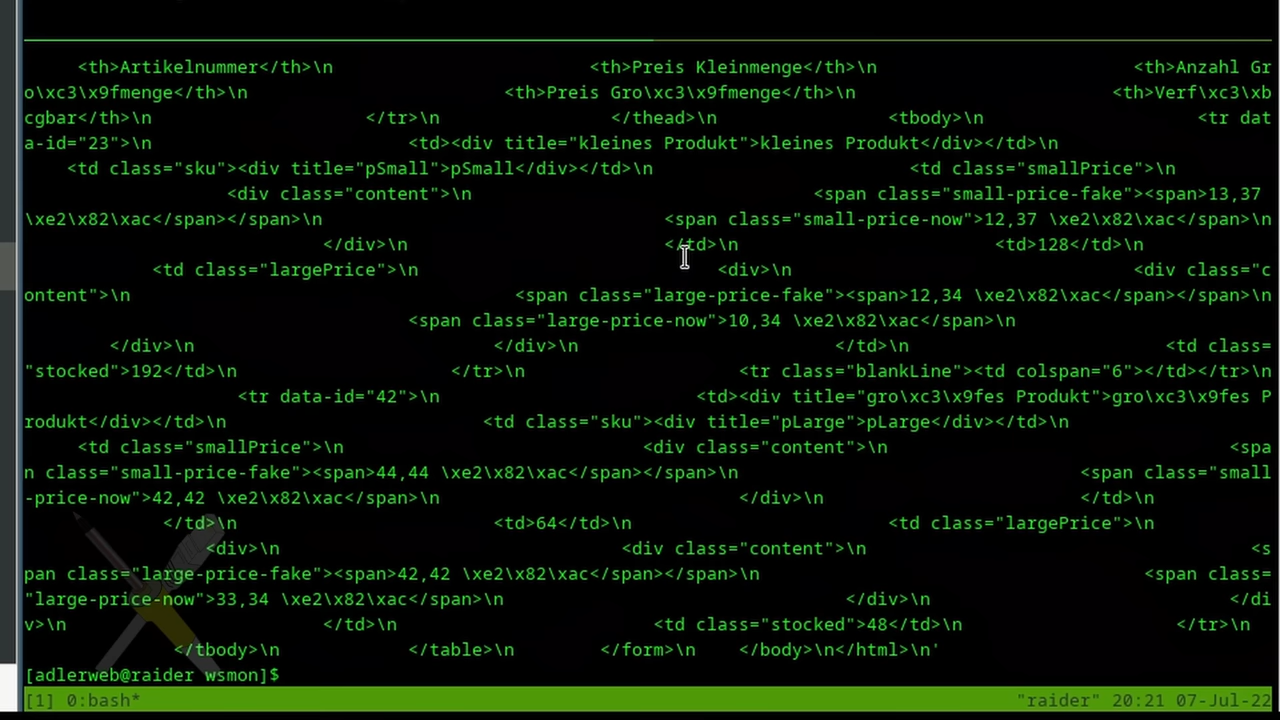 <th>Artikelnummer</th>\n <th>Preis Kleinmenge</th>\n <th>Anzahl Gr
o\xc3\x9fmenge</th>\n <th>Preis Gro\xc3\x9fmenge</th>\n <th>Verf\xc3\xb
cgbar</th>\n </tr>\n </thead>\n <tbody>\n <tr dat
a-id="23">\n <td><div title="kleines Produkt">kleines Produkt</div></td>\n
<td class="sku"><div title="pSmall">pSmall</div></td>\n <td class="smallPrice">\n
<div class="content">\n <span class="small-price-fake"><span>13,37
\xe2\x82\xac</span></span>\n <span class="small-price-now">12,37 \xe2\x82\xac</span>\n
</div>\n </td>\n <td>128</td>\n
<td class="largePrice">\n <div>\n <div class="c
ontent">\n <span class="large-price-fake"><span>12,34 \xe2\x82\xac</span></span>\n
<span class="large-price-now">10,34 \xe2\x82\xac</span>\n
</div>\n </div>\n </td>\n <td class=
"stocked">192</td>\n </tr>\n <tr class="blankLine"><td colspan="6"></td></tr>\n
<tr data-id="42">\n <td><div title="gro\xc3\x9fes Produkt">gro\xc3\x9fes P
rodukt</div></td>\n <td class="sku"><div title="pLarge">pLarge</div></td>\n
<td class="smallPrice">\n <div class="content">\n <spa
n class="small-price-fake"><span>44,44 \xe2\x82\xac</span></span>\n <span class="small
-price-now">42,42 \xe2\x82\xac</span>\n </div>\n </td>\n
</td>\n <td>64</td>\n <td class="largePrice">\n
<div>\n <div class="content">\n <s
pan class="large-price-fake"><span>42,42 \xe2\x82\xac</span></span>\n <span class=
"large-price-now">33,34 \xe2\x82\xac</span>\n </div>\n </di
v>\n </td>\n <td class="stocked">48</td>\n </tr>\n
</tbody>\n </table>\n </form>\n </body>\n</html>\n'
[adlerweb@raider wsmon]$
[1] 0:bash* "raider" 20:21 07-Jul-22